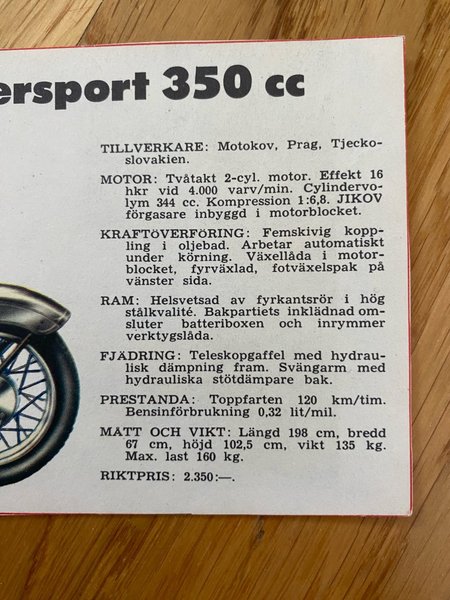 ersport 350 cc
TILLVERKARE: Motokov, Prag, Tjecko-
slovakien.
MOTOR: Tvåtakt 2-cyl. motor. Effekt 16
hkr vid 4.000 varv/min. Cylindervo-
lym 344 cc. Kompression 1:6,8. JIKOV
förgasare inbyggd i motorblocket.
KRAFTÖVERFÖRING: Femskivig kopp-
ling i oljebad. Arbetar automatiskt
under körning. Växellåda i motor-
blocket, fyrväxlad, fotväxelspak på
vänster sida.
RAM: Helsvetsad av fyrkantsrör i hög
stålkvalité. Bakpartiets inklädnad om-
sluter batteriboxen och inrymmer
verktygslåda.
FJÄDRING: Teleskopgaffel med hydrau-
lisk dämpning fram. Svängarm med
hydrauliska stötdämpare bak.
PRESTANDA: Toppfarten 120 km/tim.
Bensinförbrukning 0,32 lit/mil.
MÅTT OCH VIKT: Längd 198 cm, bredd
67 cm, höjd 102,5 cm, vikt 135 kg.
Max. last 160 kg.
RIKTPRIS: 2.350:—.